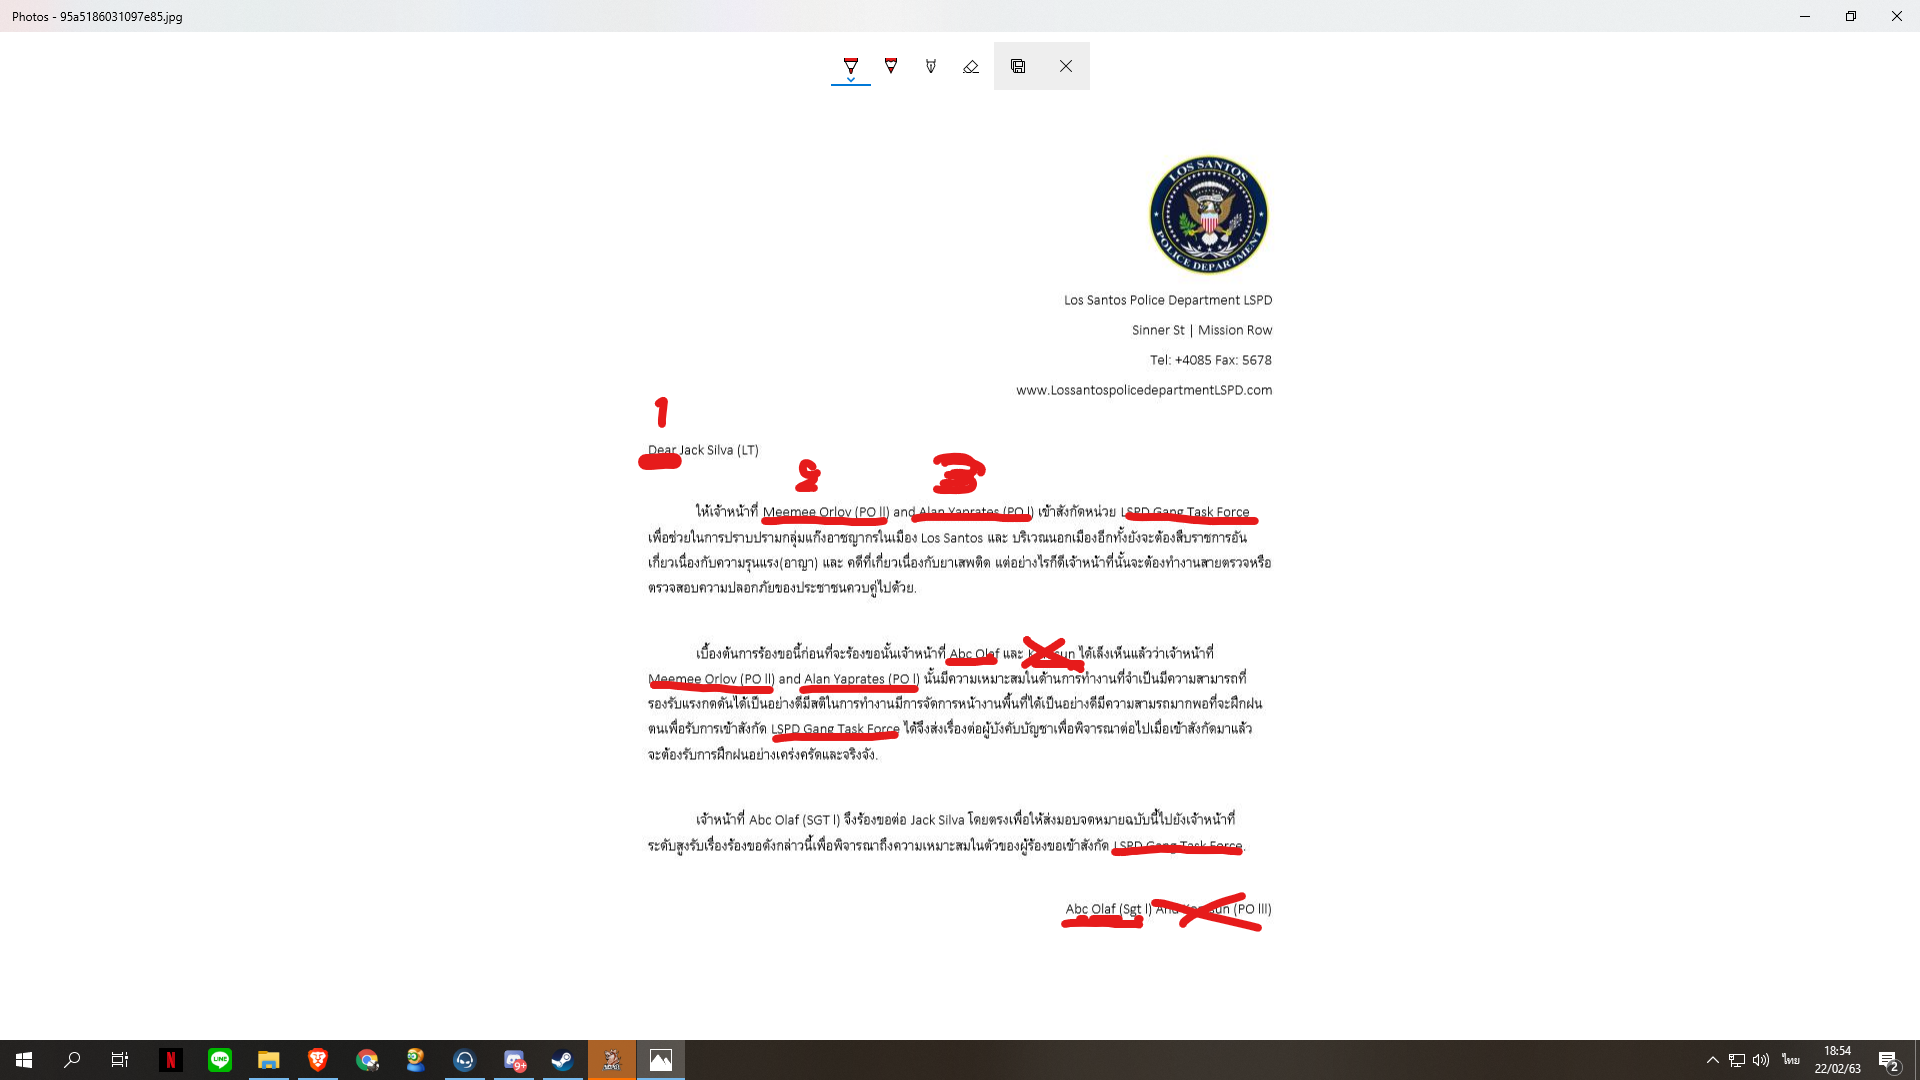 Photos - 95a5186031097e85.jpg
LOS SANTOS
POLICE DEPARTMENT
Los Santos Police Department LSPD
Sinner St | Mission Row
Tel: +4085 Fax: 5678
www.LossantospolicedepartmentLSPD.com
1
Dear Jack Silva (LT)
2 3
ให้เจ้าหน้าที่ Meemee Orlov (PO ll) and Alan Yaprates (PO l) เข้าสังกัดหน่วย LSPD Gang Task Force
เพื่อช่วยในการปราบปรามกลุ่มแก๊งอาชญากรในเมือง Los Santos และ บริเวณนอกเมืองอีกทั้งยังจะต้องสืบราชการอัน
เกี่ยวเนื่องกับความรุนแรง(อาญา) และ คดีที่เกี่ยวเนื่องกับยาเสพติด แต่อย่างไรก็ดีเจ้าหน้าที่นั้นจะต้องทำงานสายตรวจหรือ
ตรวจสอบความปลอกภัยของประชาชนควบคู่ไปด้วย.
เบื้องต้นการร้องขอนี้ก่อนที่จะร้องขอนั้นเจ้าหน้าที่ Abc Olaf และ ได้เล็งเห็นแล้วว่าเจ้าหน้าที่
Meemee Orlov (PO ll) and Alan Yaprates (PO l) นั้นมีความเหมาะสมในด้านการทำงานที่จำเป็นมีความสามารถที่
รองรับแรงกดดันได้เป็นอย่างดีมีสติในการทำงานมีการจัดการหน้างานพื้นที่ได้เป็นอย่างดีมีความสามรถมากพอที่จะฝึกฝน
ตนเพื่อรับการเข้าสังกัด LSPD Gang Task Force ได้จึงส่งเรื่องต่อผู้บังคับบัญชาเพื่อพิจารณาต่อไปเมื่อเข้าสังกัดมาแล้ว
จะต้องรับการฝึกฝนอย่างเคร่งครัดและจริงจัง.
เจ้าหน้าที่ Abc Olaf (SGT l) จึงร้องขอต่อ Jack Silva โดยตรงเพื่อให้ส่งมอบจดหมายฉบับนี้ไปยังเจ้าหน้าที่
ระดับสูงรับเรื่องร้องขอดังกล่าวนี้เพื่อพิจารณาถึงความเหมาะสมในตัวของผู้ร้องขอเข้าสังกัด LSPD Gang Task Force.
Abc Olaf (Sgt l) And (PO lll)
N LINE 9+ ไทย 18:54
22/02/63 2